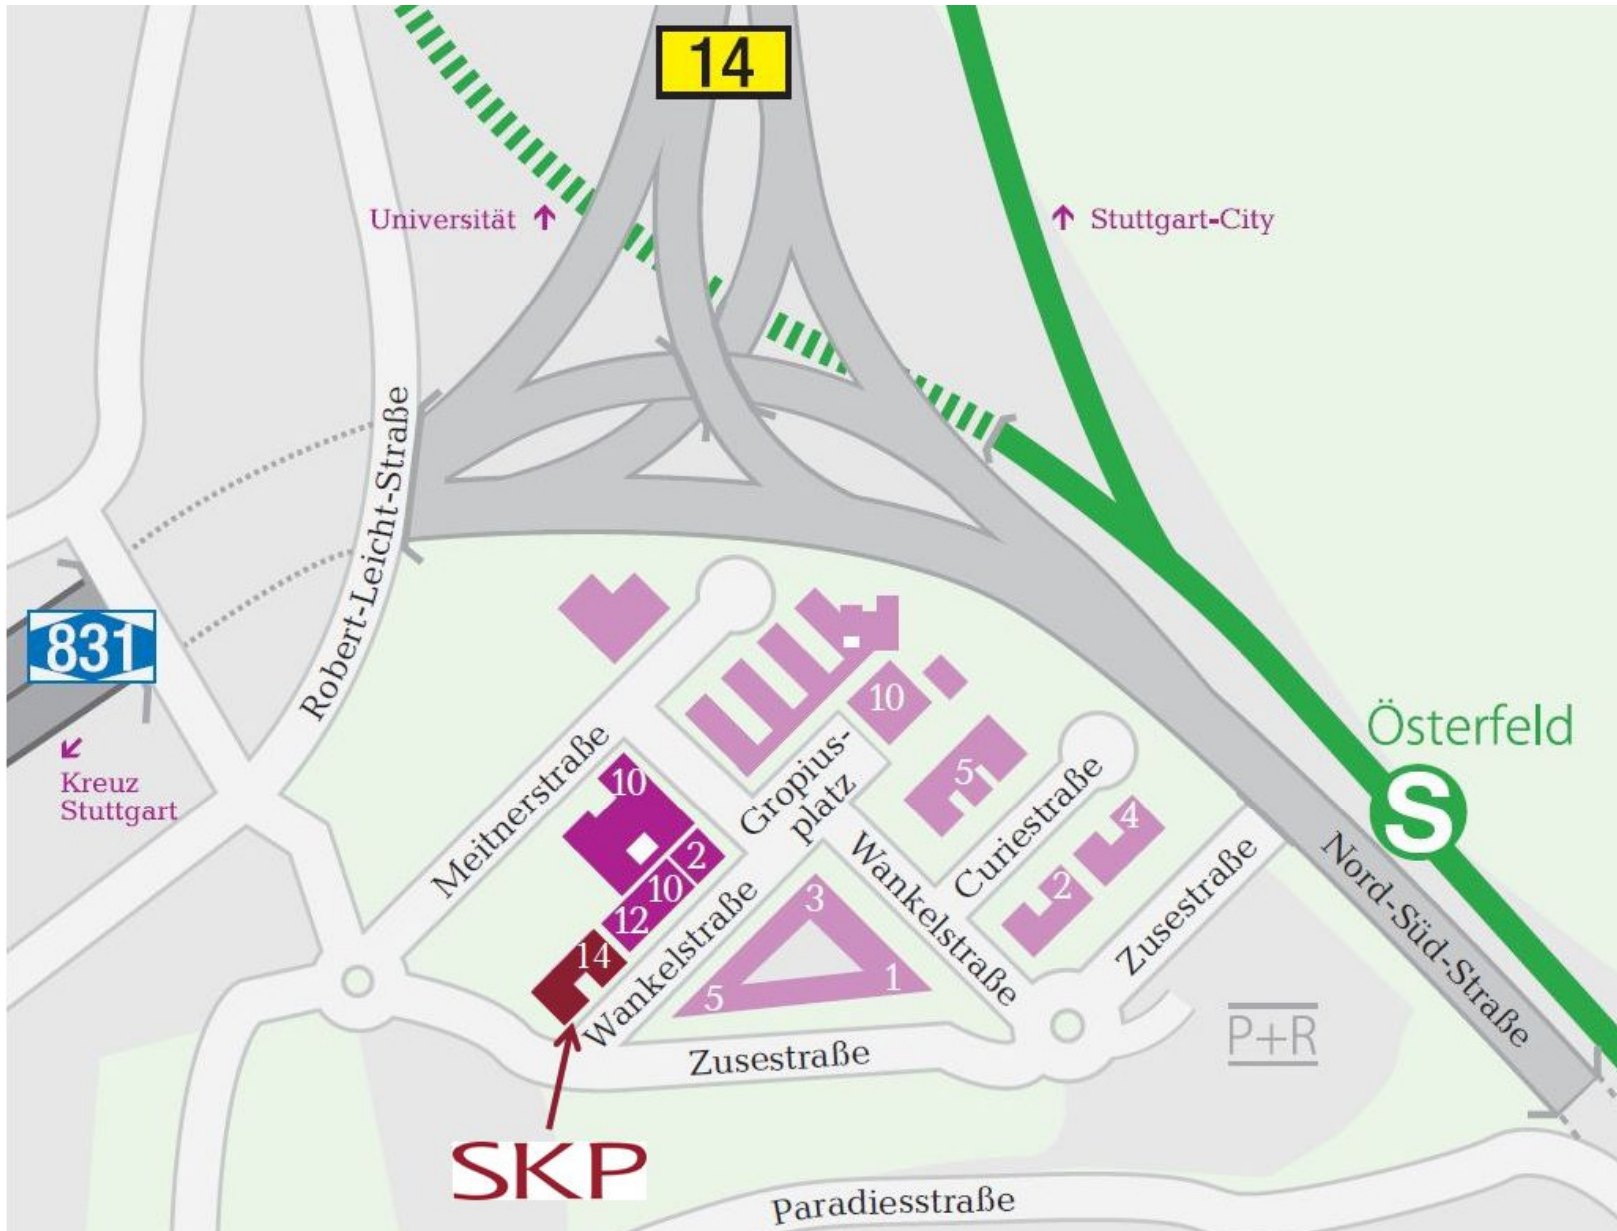 14
Universität
Stuttgart-City
Robert-Leicht-Straße
831
Kreuz
Stuttgart
Österfeld
S
Meitnerstraße
10
Gropius-
platz
10
5
Curiestraße
4
2
Zusestraße
Nord-Süd-Straße
10
2
10
12
14
Wankelstraße
3
1
5
Wankelstraße
Zusestraße
P+R
SKP
Paradiesstraße